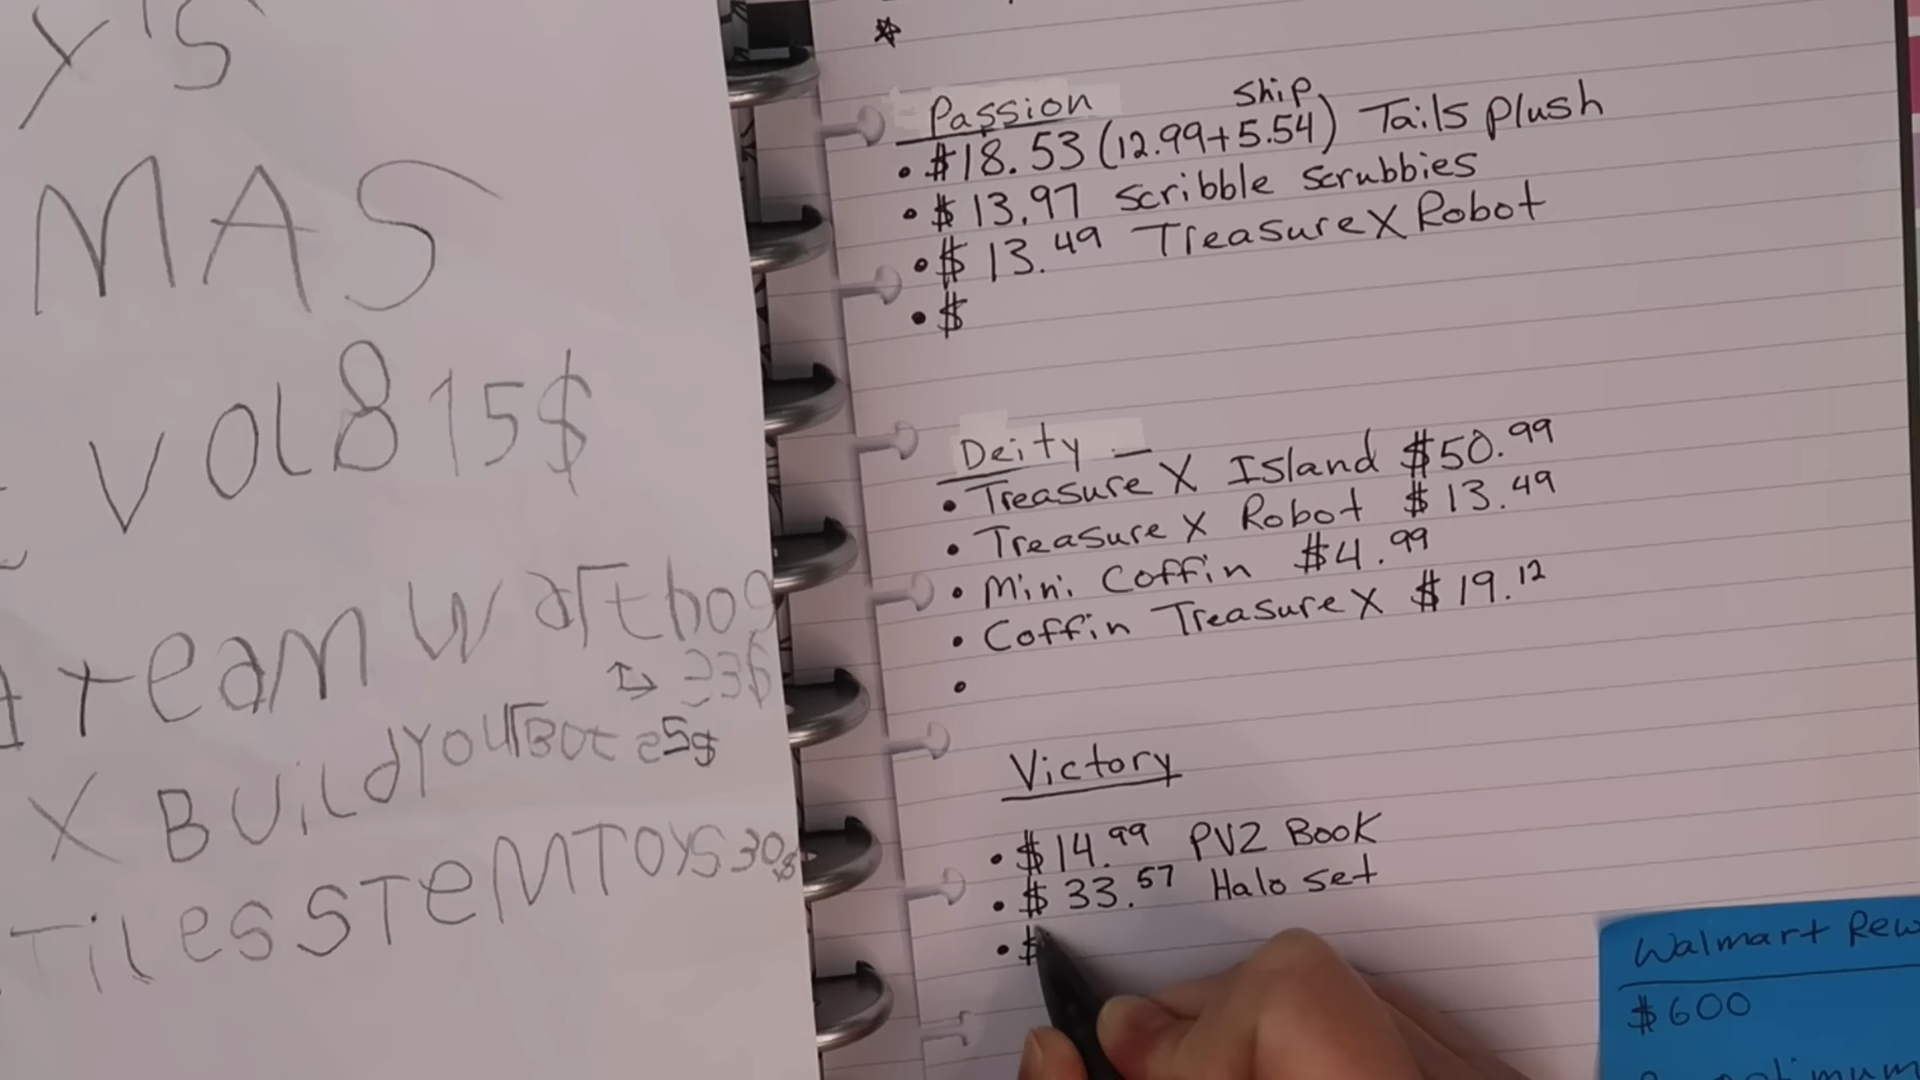 Y'S
MAS
VOL8 15$
TEAM Warthog
↳ 33$
X BUildYOUrBOt 25$
TilesSTEMTOYS 30$
Passion
ship
• $18.53 (12.99+5.54) Tails plush
• $13.97 Scribble Scrubbies
• $13.49 Treasure X Robot
• $
Deity
• Treasure X Island $50.99
• Treasure X Robot $13.49
• Mini Coffin $4.99
• Coffin Treasure X $19.12
•
Victory
• $14.99 PVZ Book
• $33.57 Halo set
• $
Walmart Rew
$600